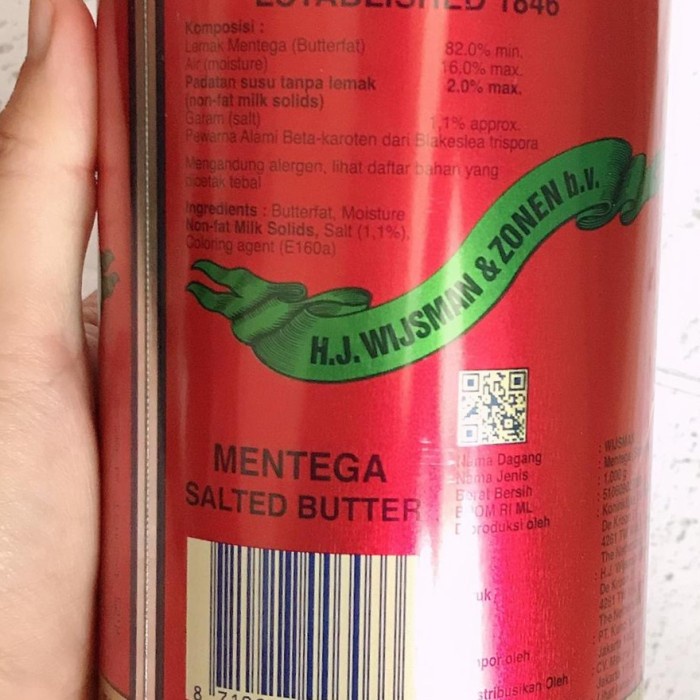 ESTABLISHED 1846
Komposisi :
Lemak Mentega (Butterfat) 82.0% min.
Air (moisture) 16.0% max.
Padatan susu tanpa lemak 2.0% max.
(non-fat milk solids)
Garam (salt) 1,1% approx.
Pewarna Alami Beta-karoten dari Blakeslea trispora
Mengandung alergen, lihat daftar bahan yang
dicetak tebal
Ingredients : Butterfat, Moisture
Non-fat Milk Solids, Salt (1,1%),
Coloring agent (E160a)
H.J. WIJSMAN & ZONEN b.v.
MENTEGA
SALTED BUTTER
Nama Dagang
Nama Jenis
Berat Bersih
BPOM RI ML
Diproduksi oleh
oleh
Oleh
: WIJSMAN
: 1.000 g
8